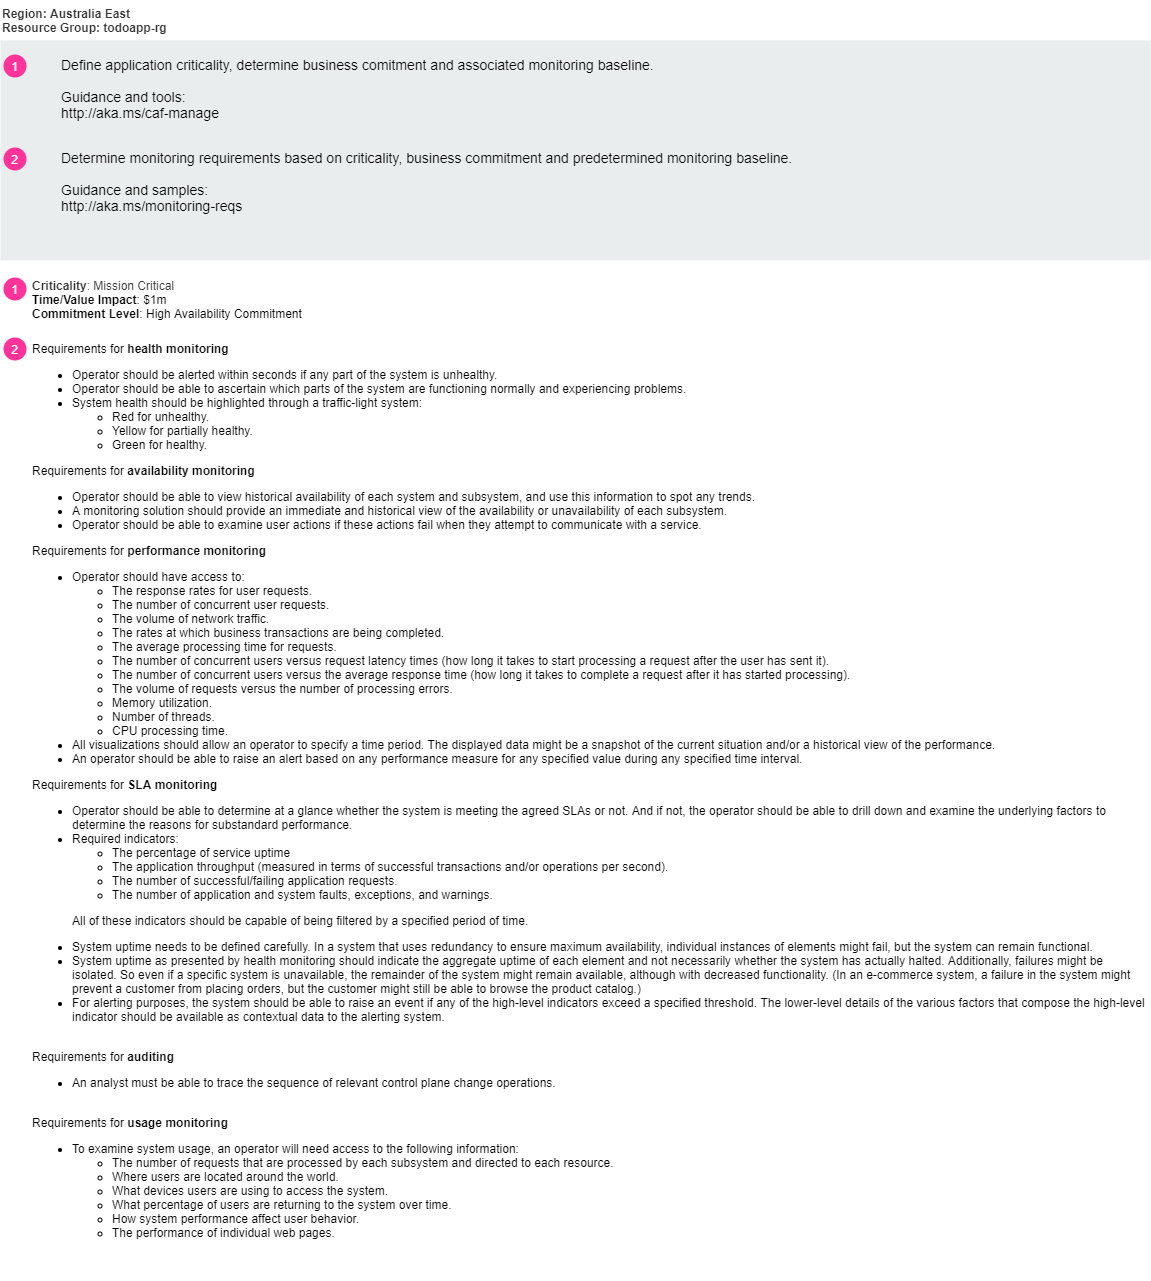 Region: Australia East
Resource Group: todoapp-rg
1
Define application criticality, determine business comitment and associated monitoring baseline.
Guidance and tools:
http://aka.ms/caf-manage
2
Determine monitoring requirements based on criticality, business commitment and predetermined monitoring baseline.
Guidance and samples:
http://aka.ms/monitoring-reqs
1
Criticality: Mission Critical
Time/Value Impact: $1m
Commitment Level: High Availability Commitment
2
Requirements for health monitoring
• Operator should be alerted within seconds if any part of the system is unhealthy.
• Operator should be able to ascertain which parts of the system are functioning normally and experiencing problems.
• System health should be highlighted through a traffic-light system:
○ Red for unhealthy.
○ Yellow for partially healthy.
○ Green for healthy.
Requirements for availability monitoring
• Operator should be able to view historical availability of each system and subsystem, and use this information to spot any trends.
• A monitoring solution should provide an immediate and historical view of the availability or unavailability of each subsystem.
• Operator should be able to examine user actions if these actions fail when they attempt to communicate with a service.
Requirements for performance monitoring
• Operator should have access to:
○ The response rates for user requests.
○ The number of concurrent user requests.
○ The volume of network traffic.
○ The rates at which business transactions are being completed.
○ The average processing time for requests.
○ The number of concurrent users versus request latency times (how long it takes to start processing a request after the user has sent it).
○ The number of concurrent users versus the average response time (how long it takes to complete a request after it has started processing).
○ The volume of requests versus the number of processing errors.
○ Memory utilization.
○ Number of threads.
○ CPU processing time.
• All visualizations should allow an operator to specify a time period. The displayed data might be a snapshot of the current situation and/or a historical view of the performance.
• An operator should be able to raise an alert based on any performance measure for any specified value during any specified time interval.
Requirements for SLA monitoring
• Operator should be able to determine at a glance whether the system is meeting the agreed SLAs or not. And if not, the operator should be able to drill down and examine the underlying factors to
determine the reasons for substandard performance.
• Required indicators:
○ The percentage of service uptime
○ The application throughput (measured in terms of successful transactions and/or operations per second).
○ The number of successful/failing application requests.
○ The number of application and system faults, exceptions, and warnings.
All of these indicators should be capable of being filtered by a specified period of time.
• System uptime needs to be defined carefully. In a system that uses redundancy to ensure maximum availability, individual instances of elements might fail, but the system can remain functional.
• System uptime as presented by health monitoring should indicate the aggregate uptime of each element and not necessarily whether the system has actually halted. Additionally, failures might be
isolated. So even if a specific system is unavailable, the remainder of the system might remain available, although with decreased functionality. (In an e-commerce system, a failure in the system might
prevent a customer from placing orders, but the customer might still be able to browse the product catalog.)
• For alerting purposes, the system should be able to raise an event if any of the high-level indicators exceed a specified threshold. The lower-level details of the various factors that compose the high-level
indicator should be available as contextual data to the alerting system.
Requirements for auditing
• An analyst must be able to trace the sequence of relevant control plane change operations.
Requirements for usage monitoring
• To examine system usage, an operator will need access to the following information:
○ The number of requests that are processed by each subsystem and directed to each resource.
○ Where users are located around the world.
○ What devices users are using to access the system.
○ What percentage of users are returning to the system over time.
○ How system performance affect user behavior.
○ The performance of individual web pages.